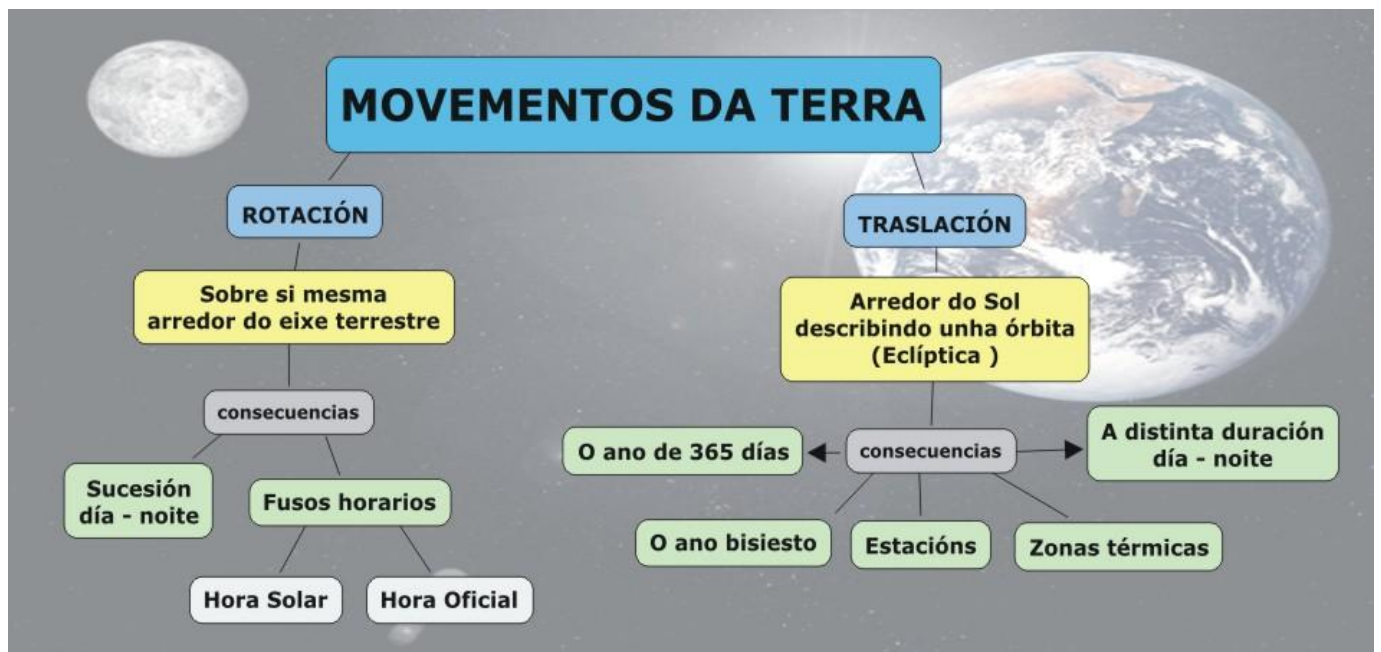 MOVEMENTOS DA TERRA
ROTACIÓN
Sobre si mesma
arredor do eixe terrestre
consecuencias
Sucesión
día - noite
Fusos horarios
Hora Solar
Hora Oficial
TRASLACIÓN
Arredor do Sol
describindo unha órbita
(Eclíptica )
consecuencias
O ano de 365 días
A distinta duración
día - noite
O ano bisiesto
Estacións
Zonas térmicas